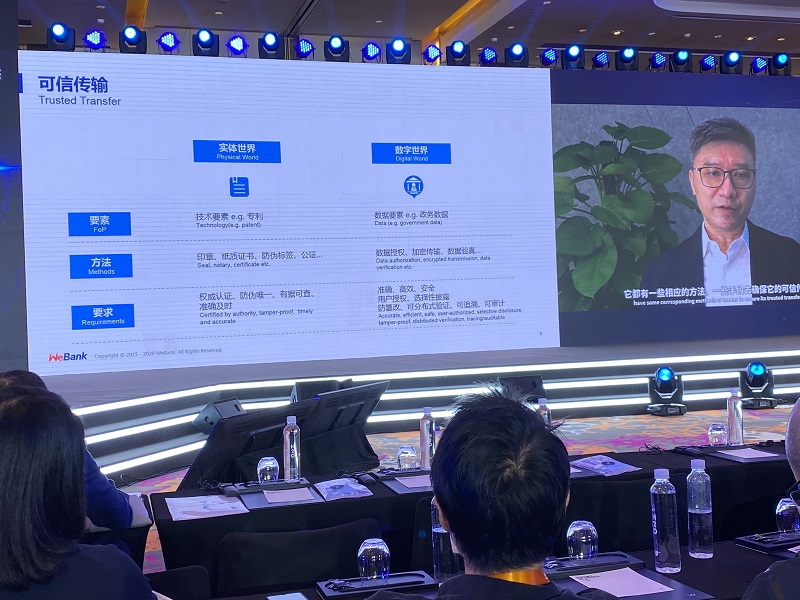 可信传输
Trusted Transfer
实体世界
Physical World
数字世界
Digital World
要素
FoP
技术要素 e.g. 专利
Technology(e.g. patent)
数据要素 e.g. 政务数据
Data (e.g. government data)
方法
Methods
印章、纸质证书、防伪标签、公证...
Seal, notary, certificate etc.
数据授权、加密传输、数据验真...
Data authorization, encrypted transmission, data
verification etc.
要求
Requirements
权威认证、防伪唯一、有据可查、
准确及时
Certified by authority, tamper-proof, timely
and accurate
准确、高效、安全
用户授权、选择性披露
防篡改、可分布式验证、可追溯、可审计
Accurate, efficient, safe, user-authorized, selective disclosure,
tamper-proof, distributed verification, tracing/auditable
WeBank
Copyright © 2015 - 2020 WeBank. All Rights Reserved.
它都有一些相应的方法 一些手 去确保它的可信
have some corresponding to ensure its trusted